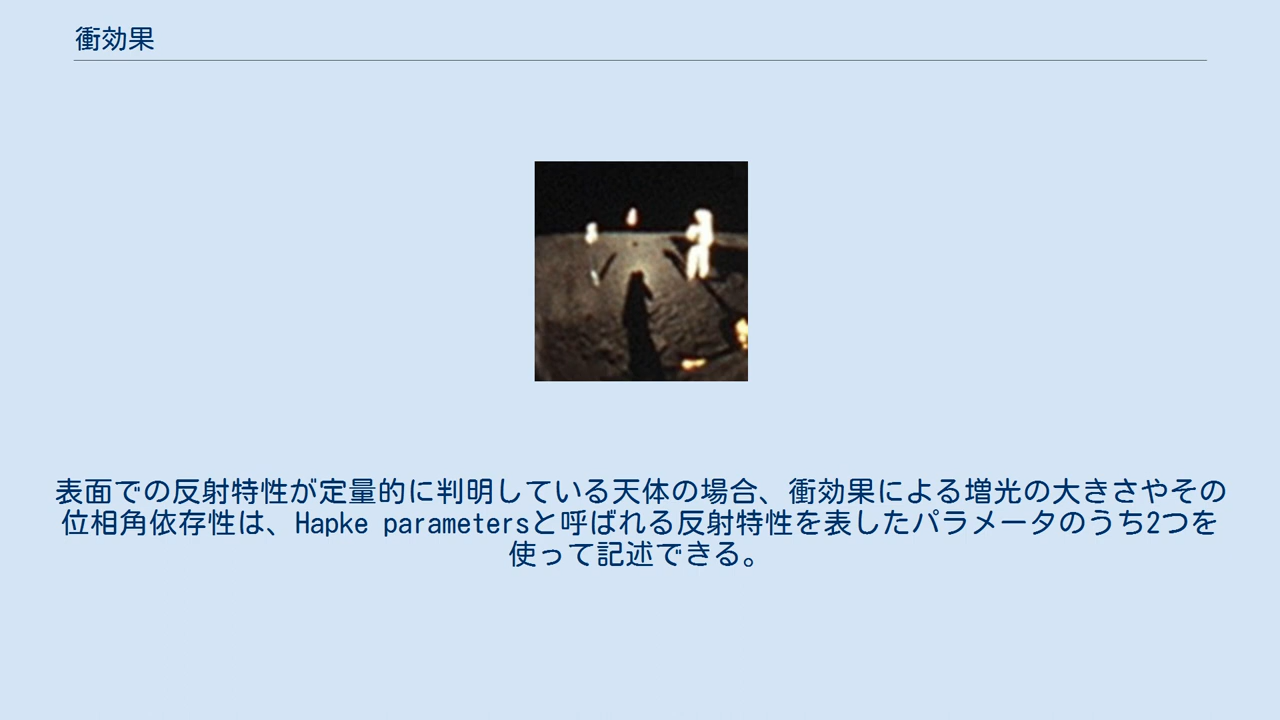 衝効果
表面での反射特性が定量的に判明している天体の場合、衝効果による増光の大きさやその
位相角依存性は、Hapke parametersと呼ばれる反射特性を表したパラメータのうち2つを
使って記述できる。